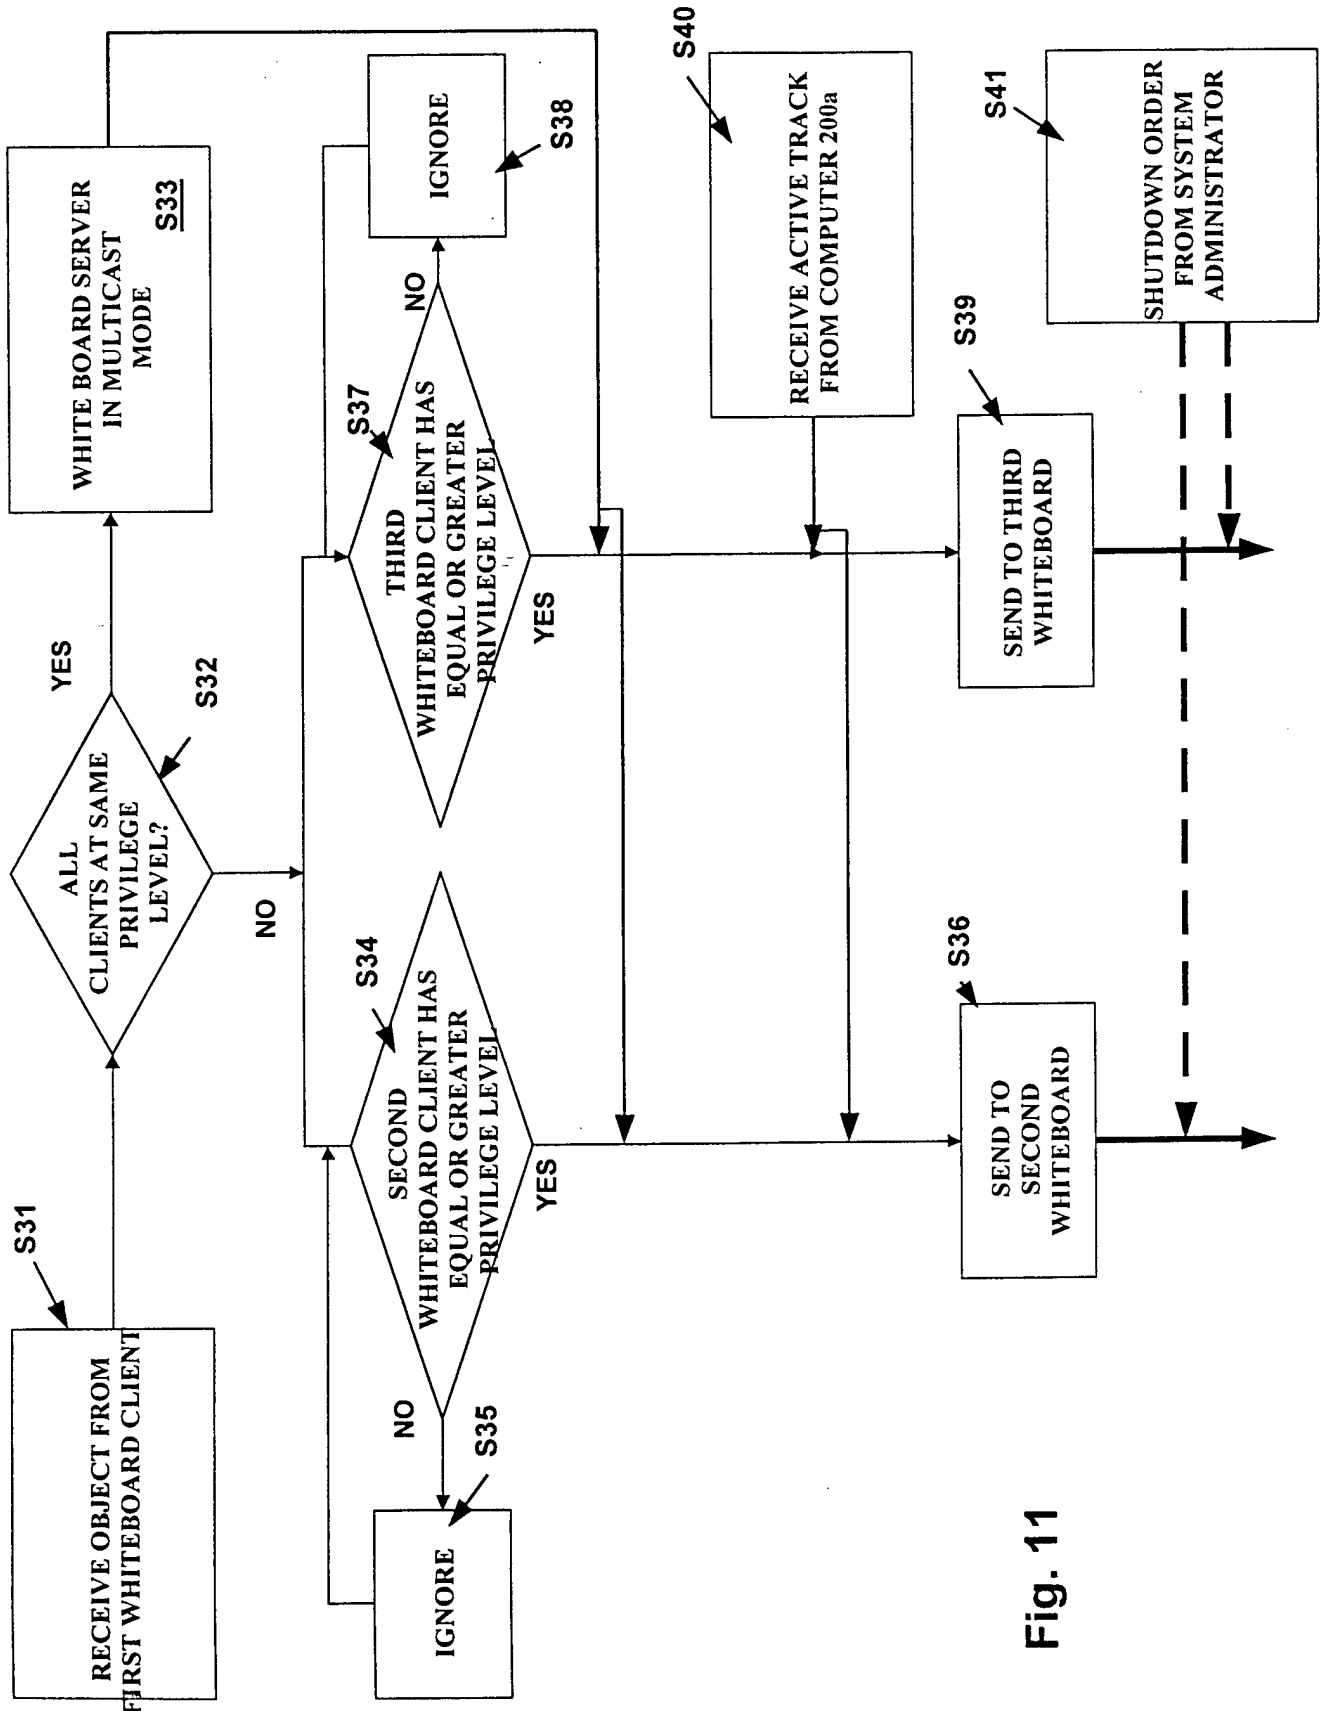 S31
RECEIVE OBJECT FROM
FIRST WHITEBOARD CLIENT
ALL
CLIENTS AT SAME
PRIVILEGE
LEVEL?
S32
YES
NO
WHITE BOARD SERVER
IN MULTICAST
MODE
S33
S34
SECOND
WHITEBOARD CLIENT HAS
EQUAL OR GREATER
PRIVILEGE LEVEL
NO
YES
IGNORE
S35
S37
THIRD
WHITEBOARD CLIENT HAS
EQUAL OR GREATER
PRIVILEGE LEVEL
NO
YES
IGNORE
S38
S40
RECEIVE ACTIVE TRACK
FROM COMPUTER 200a
S36
SEND TO
SECOND
WHITEBOARD
S39
SEND TO THIRD
WHITEBOARD
S41
SHUTDOWN ORDER
FROM SYSTEM
ADMINISTRATOR
Fig. 11